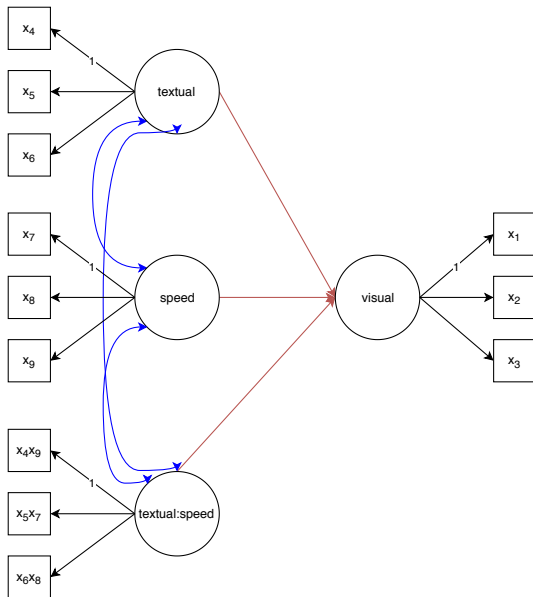 x₄
1
x₅
textual
x₆
x₇
1
x₈
speed
x₉
x₄x₉
1
x₅x₇
textual:speed
x₆x₈
visual
x₁
1
x₂
x₃